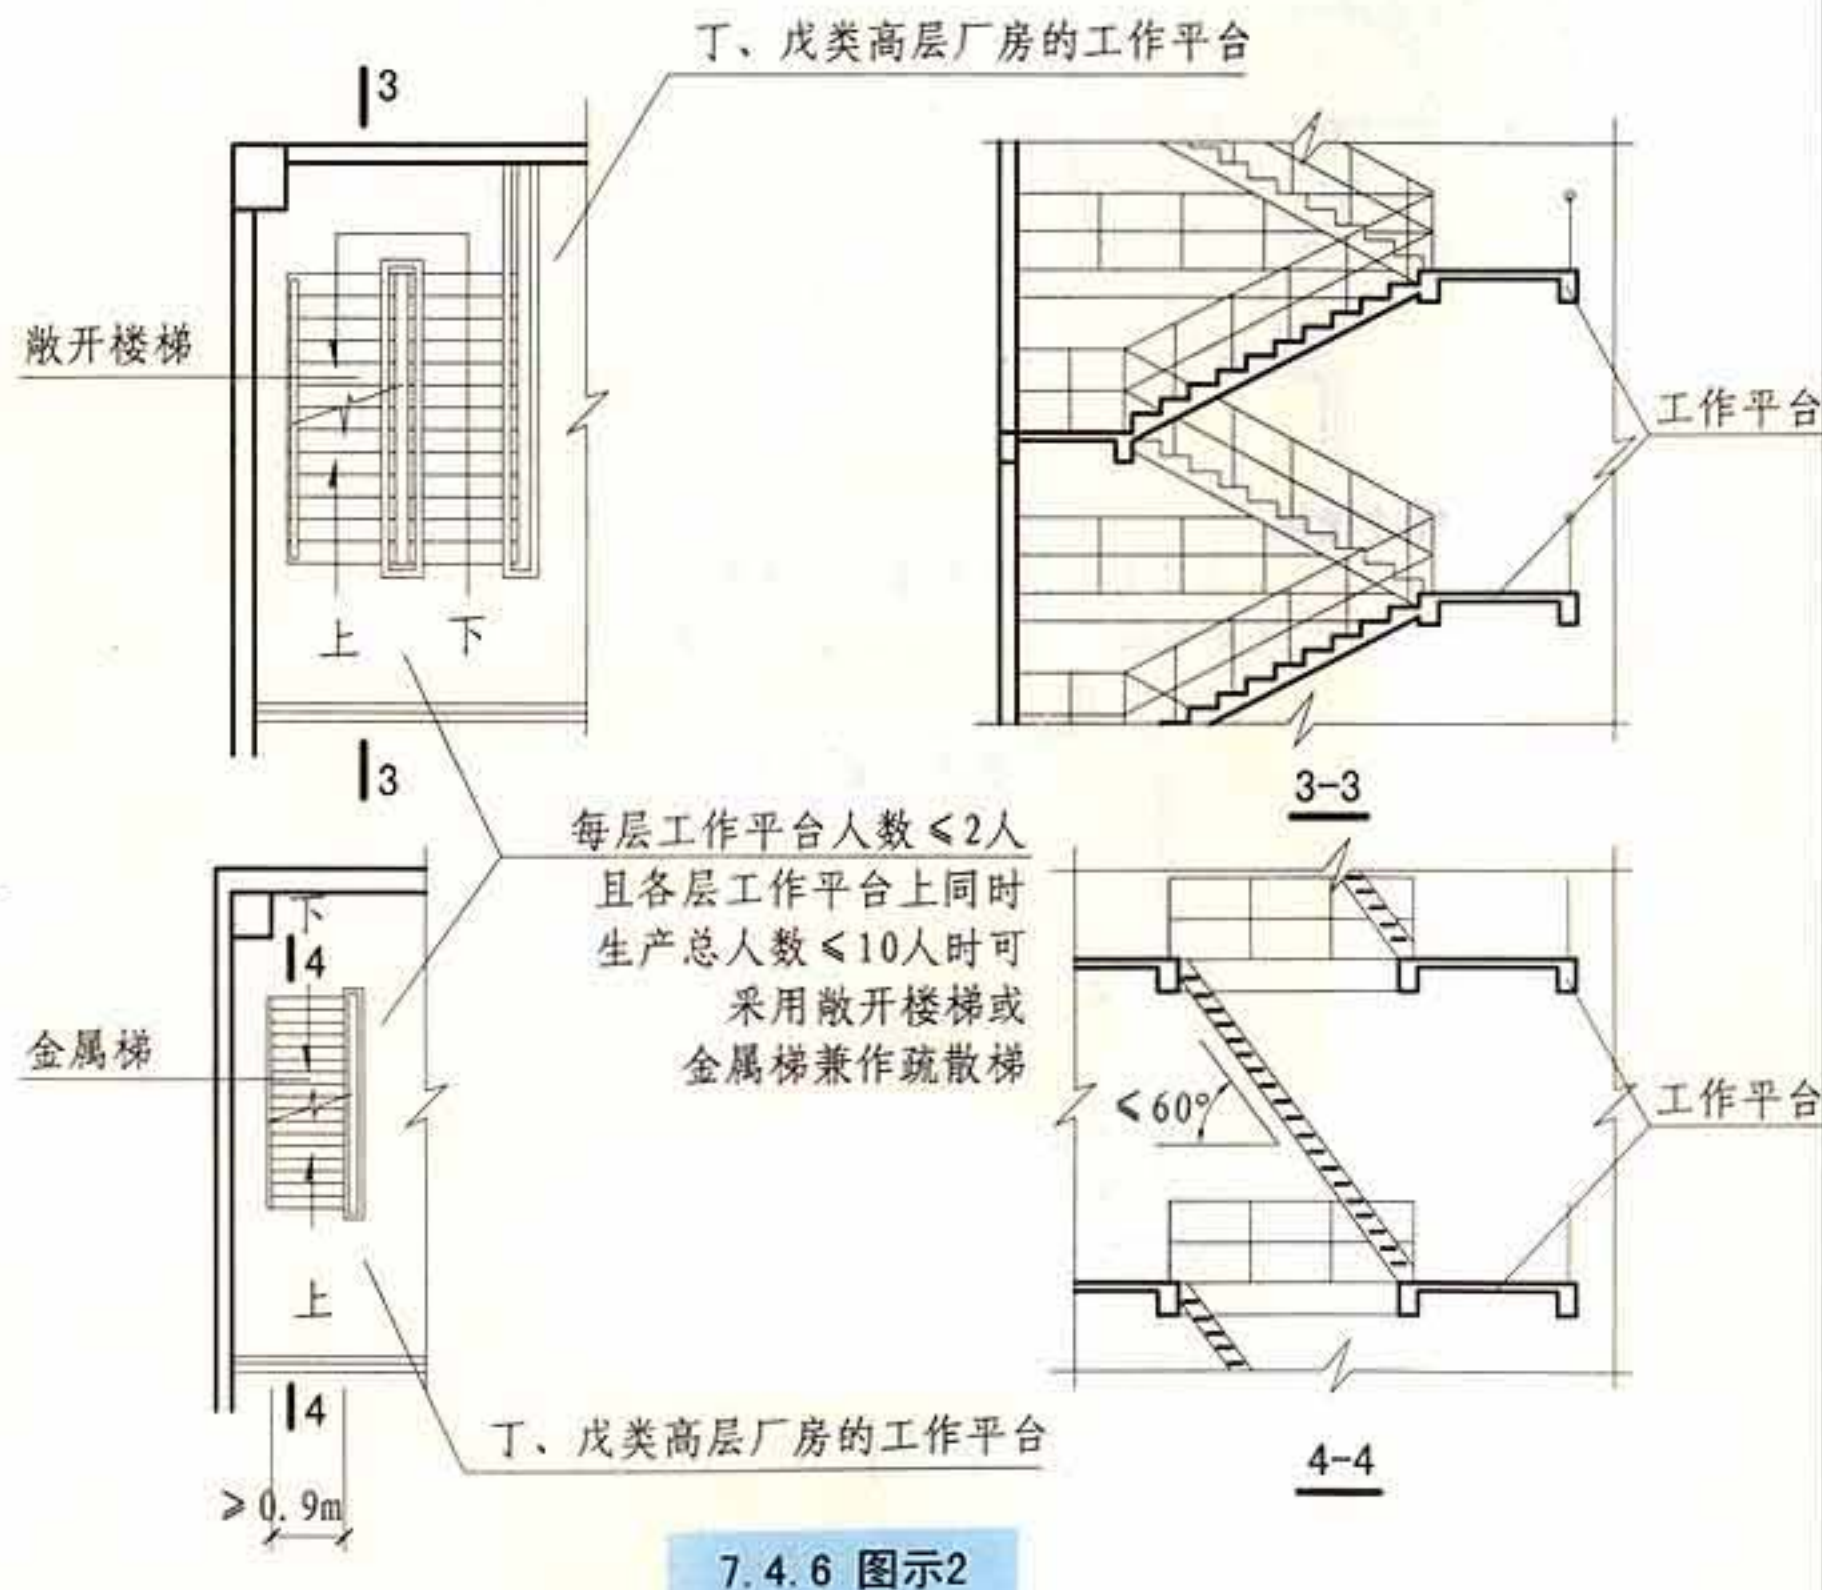 丁、戊类高层厂房的工作平台
3
敞开楼梯
上
下
3
工作平台
3-3
每层工作平台人数≤2人
且各层工作平台上同时
生产总人数≤10人时可
采用敞开楼梯或
金属梯兼作疏散梯
下
4
金属梯
上
4
≥0.9m
丁、戊类高层厂房的工作平台
≤60°
工作平台
4-4
7.4.6 图示2